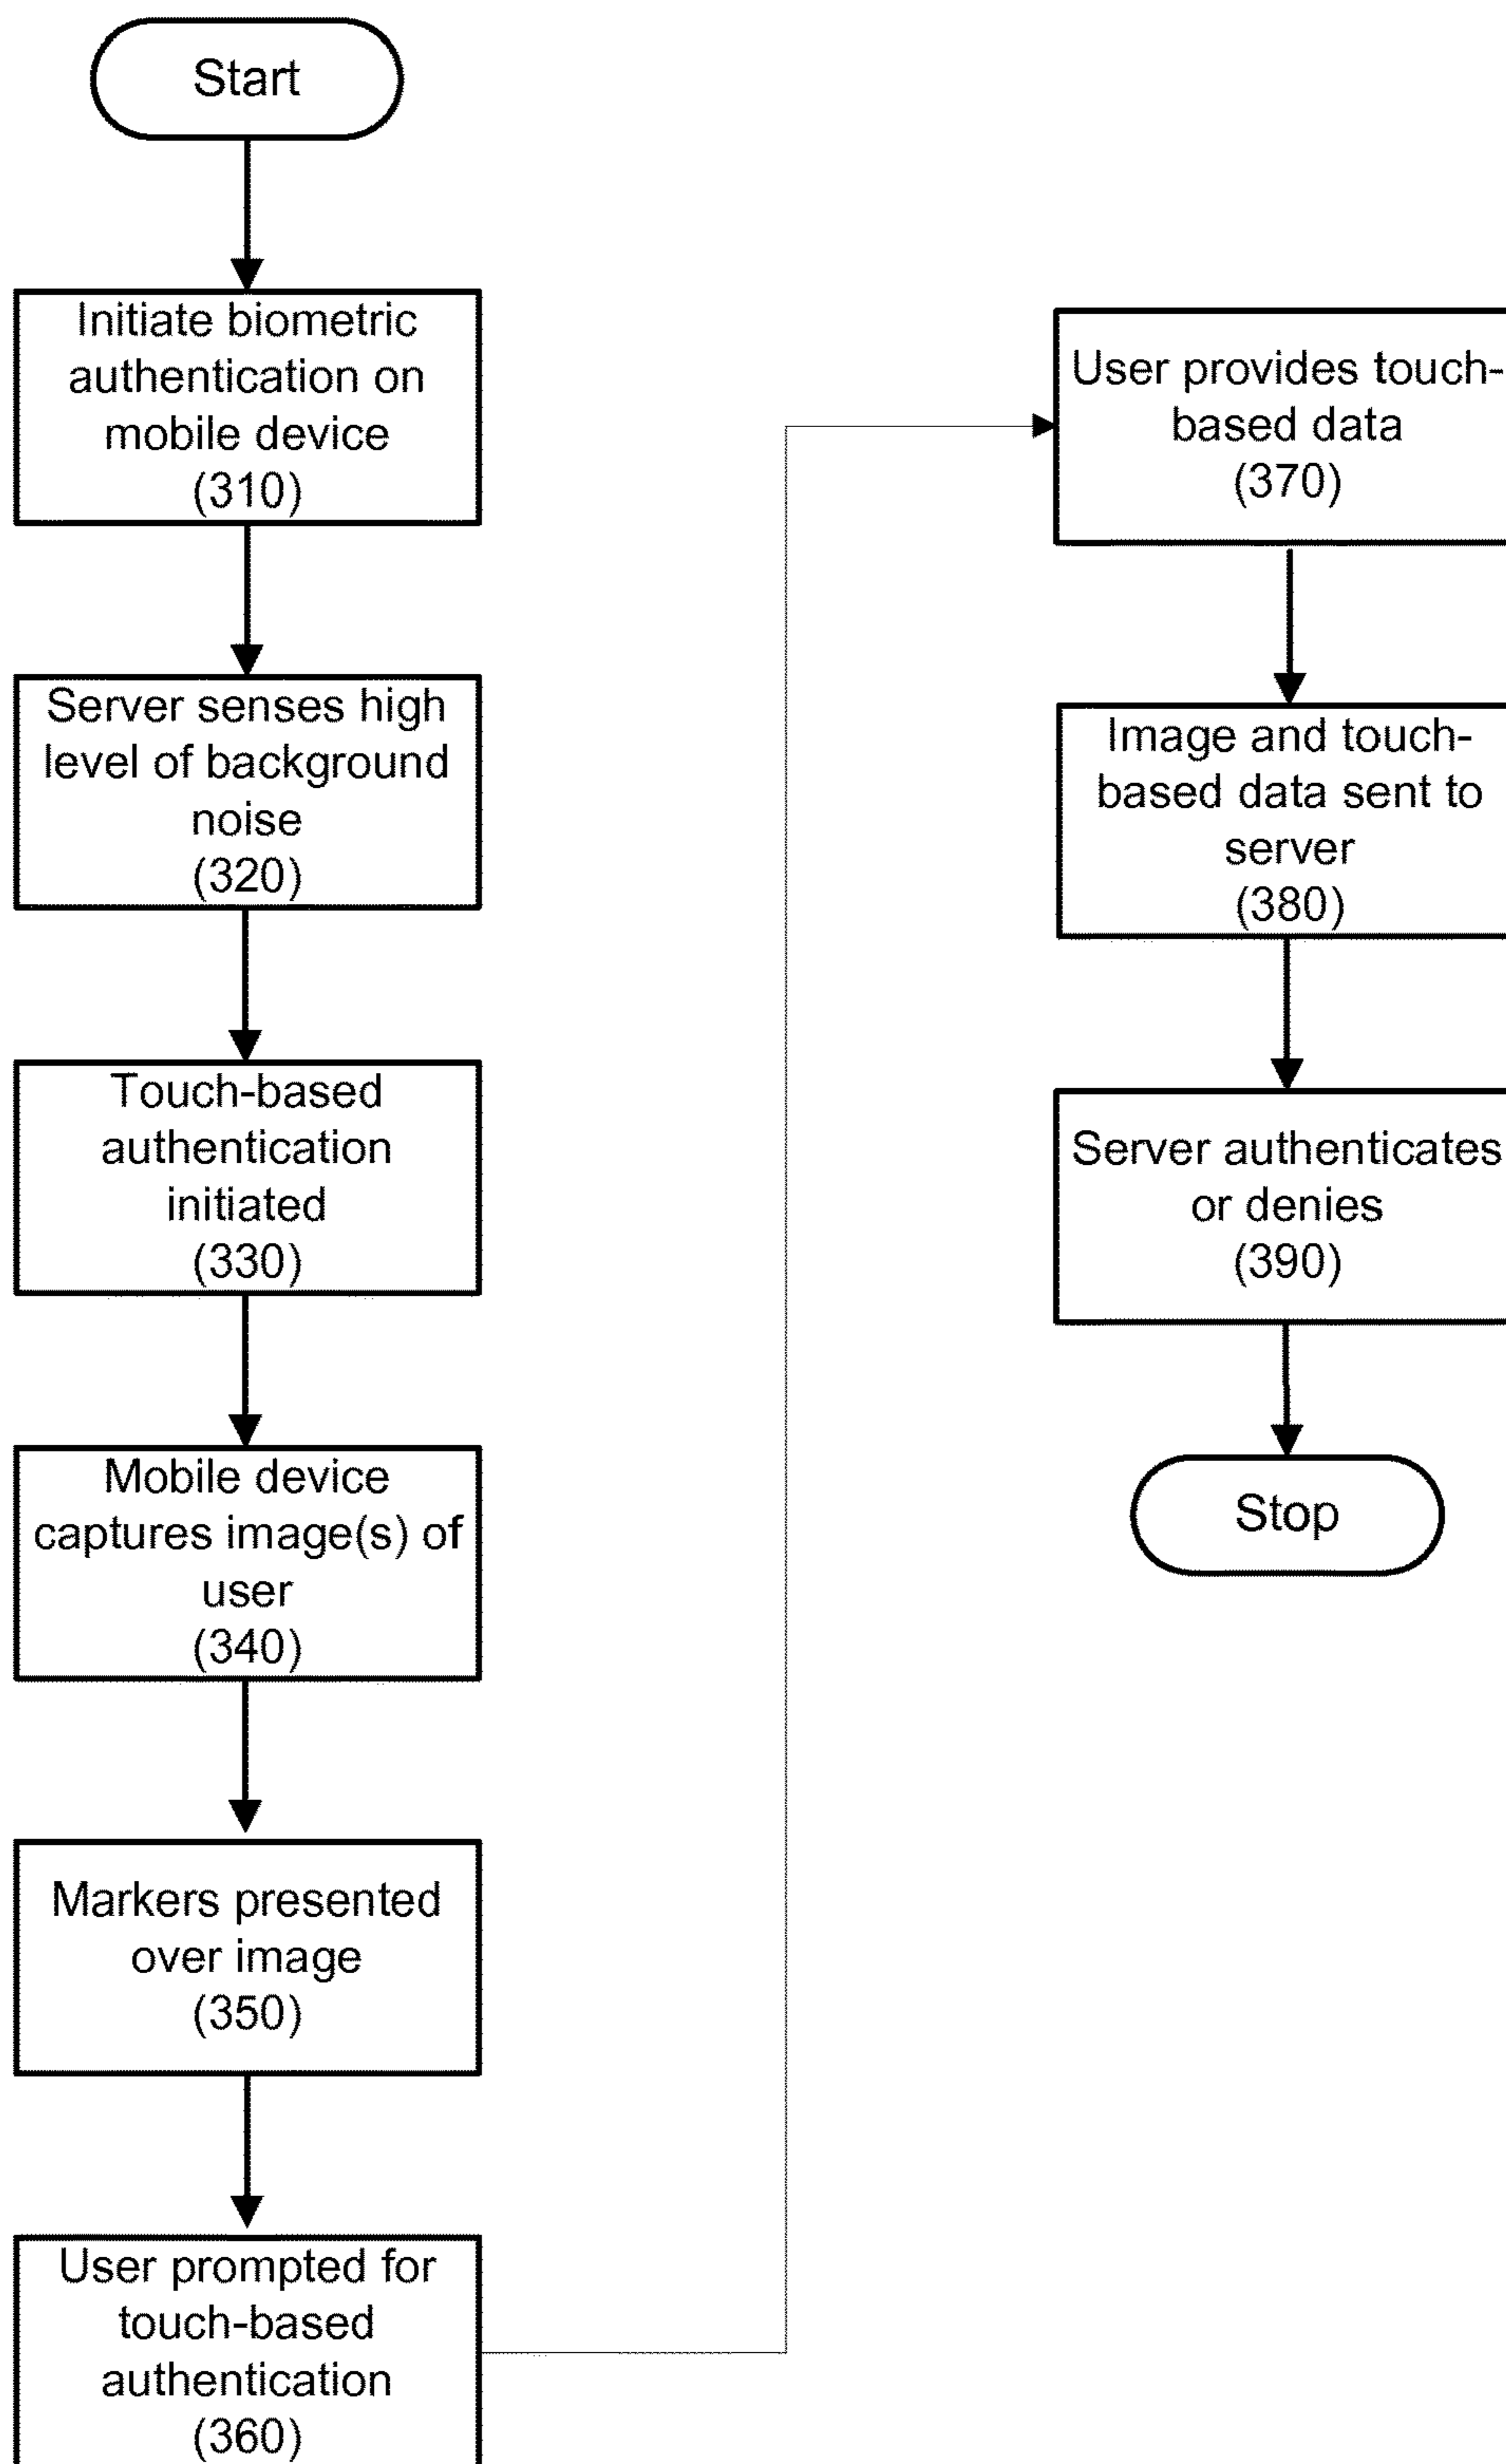 Start
Initiate biometric
authentication on
mobile device
(310)
Server senses high
level of background
noise
(320)
Touch-based
authentication
initiated
(330)
Mobile device
captures image(s) of
user
(340)
Markers presented
over image
(350)
User prompted for
touch-based
authentication
(360)
User provides touch-
based data
(370)
Image and touch-
based data sent to
server
(380)
Server authenticates
or denies
(390)
Stop